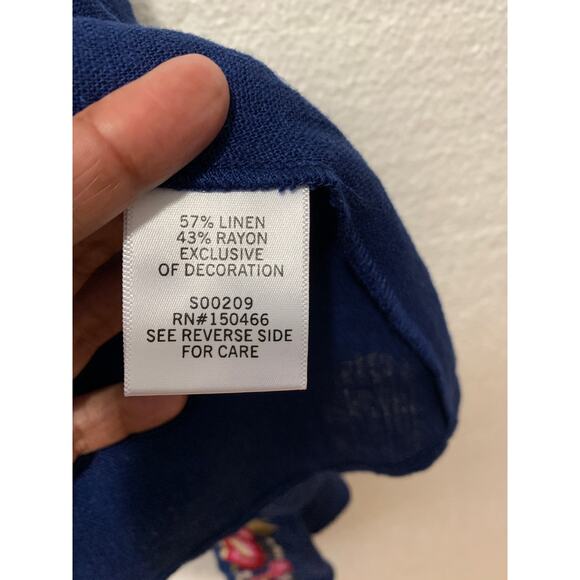 57% LINEN
43% RAYON
EXCLUSIVE
OF DECORATION
S00209
RN#150466
SEE REVERSE SIDE
FOR CARE